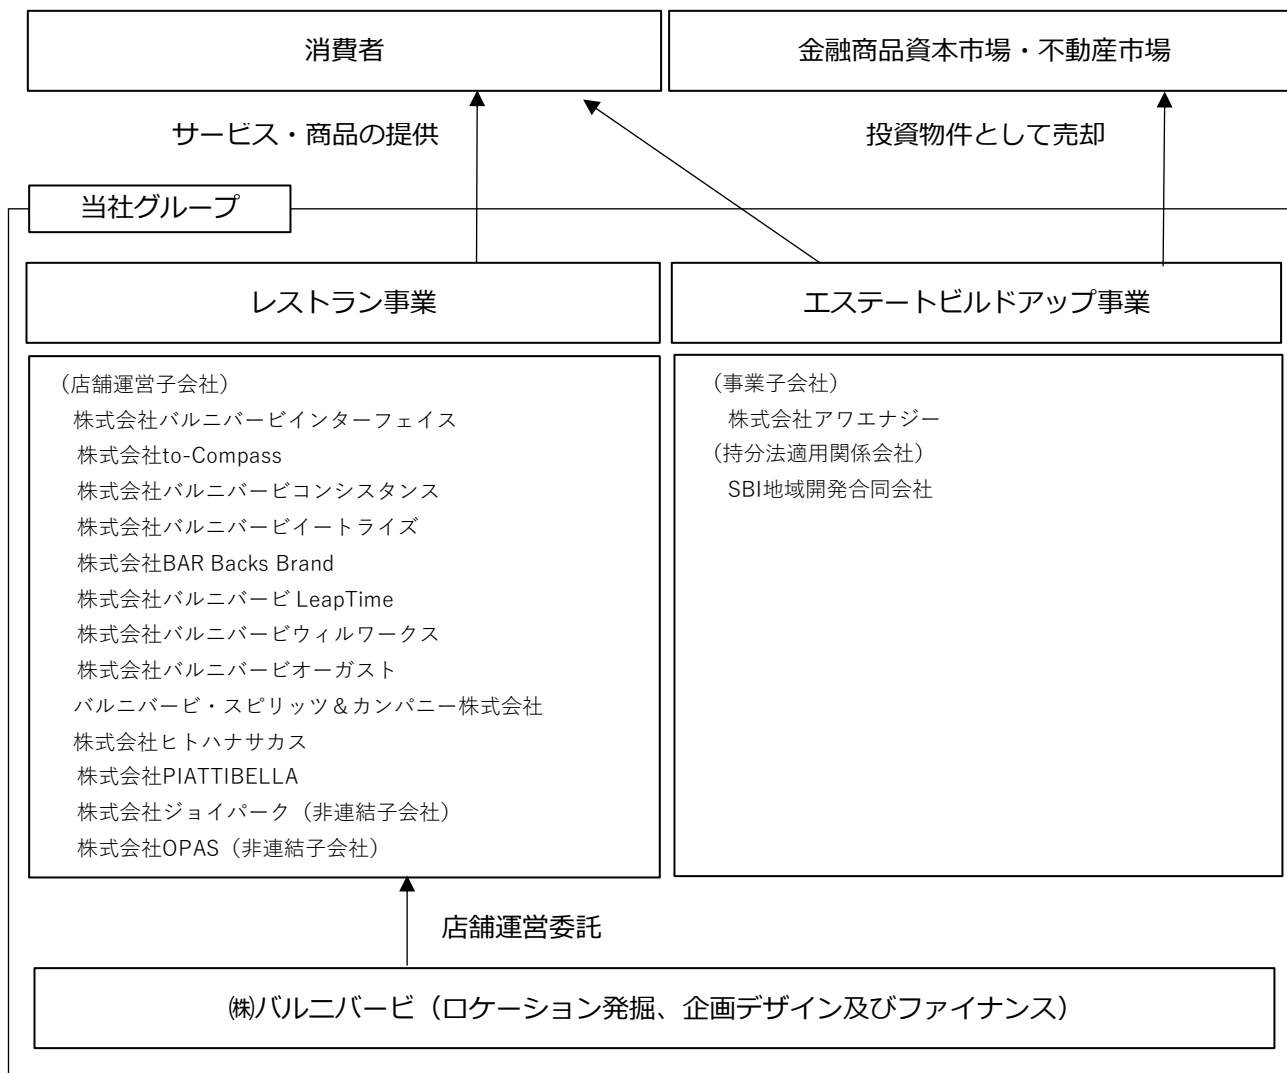 消費者
金融商品資本市場・不動産市場
サービス・商品の提供
投資物件として売却
当社グループ
レストラン事業
エステートビルドアップ事業
（店舗運営子会社）
株式会社バルニバービインターフェイス
株式会社to-Compass
株式会社バルニバービコンシスタンス
株式会社バルニバービイートライズ
株式会社BAR Backs Brand
株式会社バルニバービ LeapTime
株式会社バルニバービウィルワークス
株式会社バルニバービオーガスト
バルニバービ・スピリッツ＆カンパニー株式会社
株式会社ヒトハナサカス
株式会社PIATTIBELLA
株式会社ジョイパーク（非連結子会社）
株式会社OPAS（非連結子会社）
（事業子会社）
株式会社アワエナジー
（持分法適用関係会社）
SBI地域開発合同会社
店舗運営委託
㈱バルニバービ（ロケーション発掘、企画デザイン及びファイナンス）